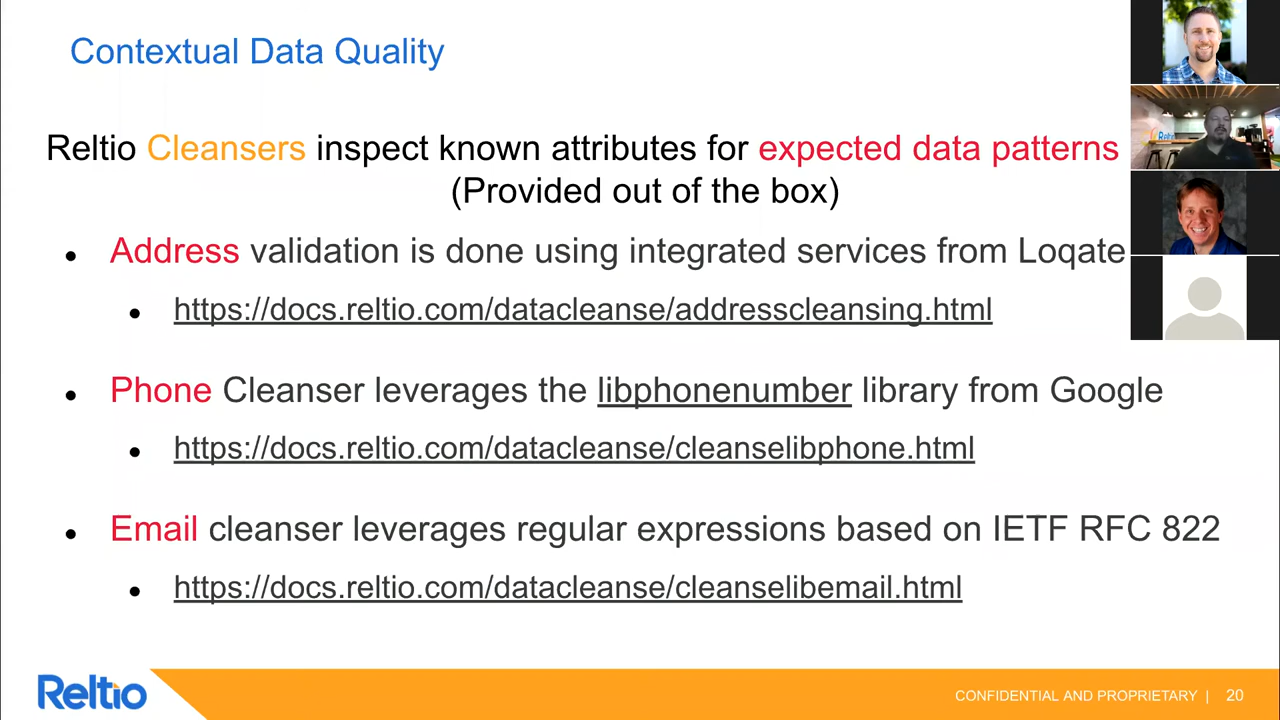 Contextual Data Quality
Reltio Cleansers inspect known attributes for expected data patterns
(Provided out of the box)
• Address validation is done using integrated services from Loqate
• https://docs.reltio.com/datacleanse/addresscleansing.html
• Phone Cleanser leverages the libphonenumber library from Google
• https://docs.reltio.com/datacleanse/cleanselibphone.html
• Email cleanser leverages regular expressions based on IETF RFC 822
• https://docs.reltio.com/datacleanse/cleanselibemail.html
Reltio
CONFIDENTIAL AND PROPRIETARY | 20
Reltio